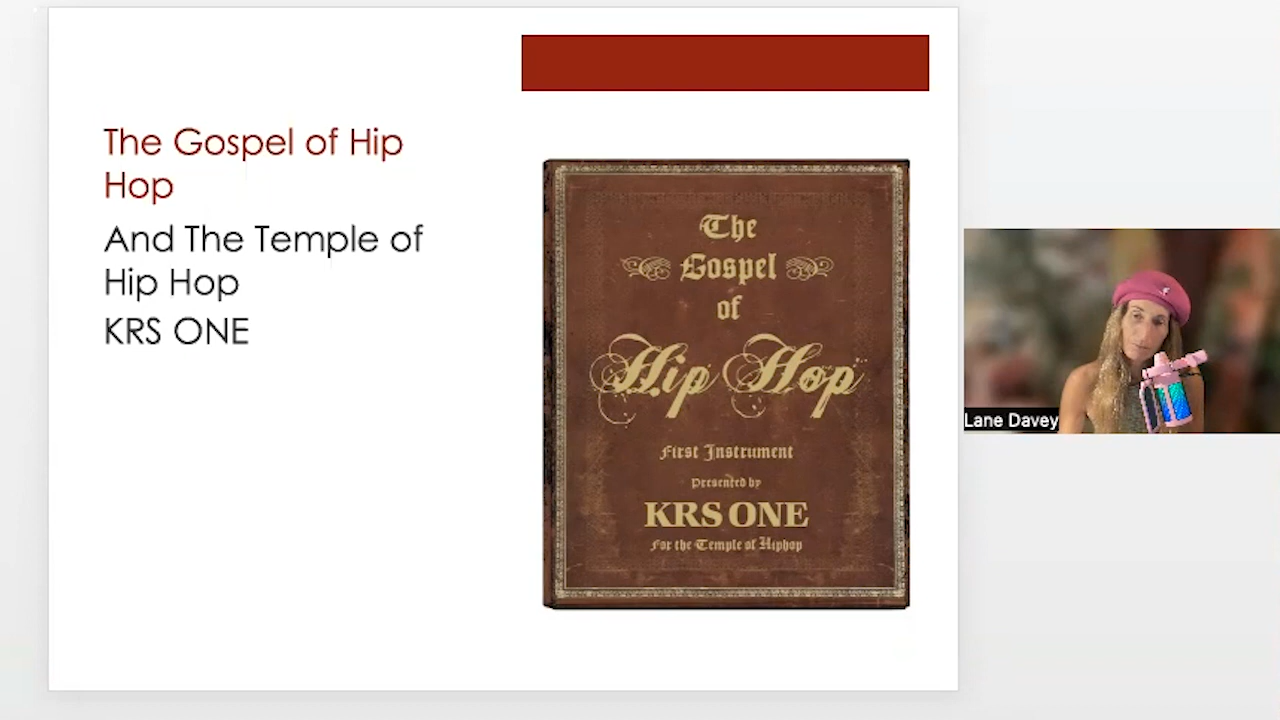 The Gospel of Hip
Hop
And The Temple of
Hip Hop
KRS ONE
The
Gospel
of
Hip Hop
First Instrument
Presented by
KRS ONE
For the Temple of Hiphop
Lane Davey